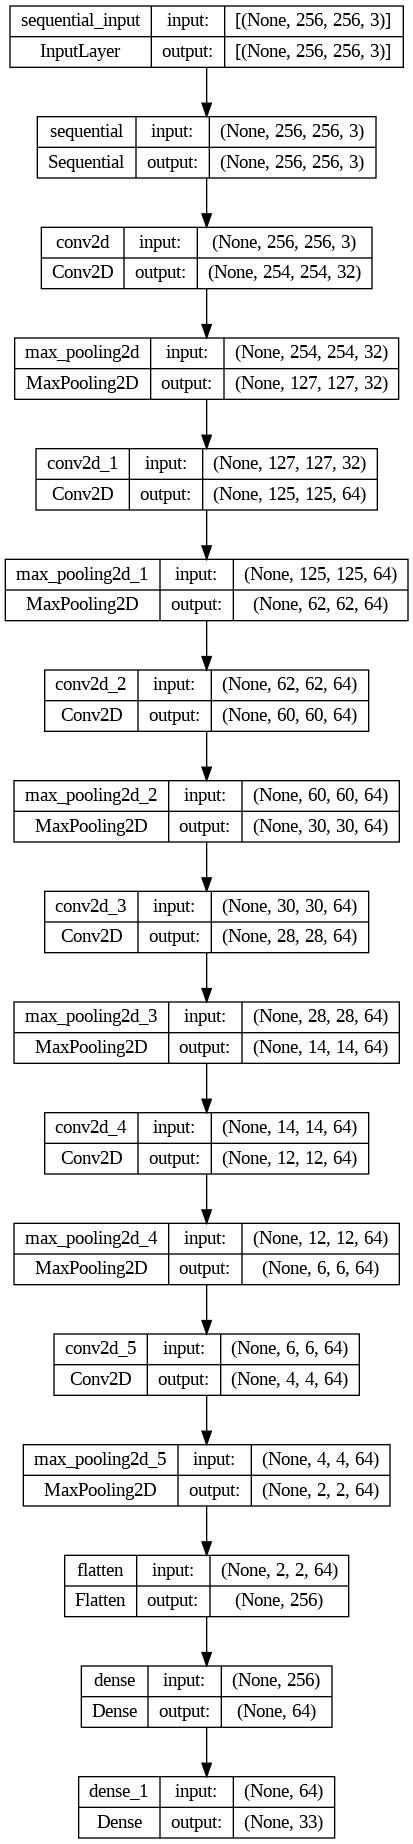 sequential_input input: [(None, 256, 256, 3)]
InputLayer output: [(None, 256, 256, 3)]
sequential input: (None, 256, 256, 3)
Sequential output: (None, 256, 256, 3)
conv2d input: (None, 256, 256, 3)
Conv2D output: (None, 254, 254, 32)
max_pooling2d input: (None, 254, 254, 32)
MaxPooling2D output: (None, 127, 127, 32)
conv2d_1 input: (None, 127, 127, 32)
Conv2D output: (None, 125, 125, 64)
max_pooling2d_1 input: (None, 125, 125, 64)
MaxPooling2D output: (None, 62, 62, 64)
conv2d_2 input: (None, 62, 62, 64)
Conv2D output: (None, 60, 60, 64)
max_pooling2d_2 input: (None, 60, 60, 64)
MaxPooling2D output: (None, 30, 30, 64)
conv2d_3 input: (None, 30, 30, 64)
Conv2D output: (None, 28, 28, 64)
max_pooling2d_3 input: (None, 28, 28, 64)
MaxPooling2D output: (None, 14, 14, 64)
conv2d_4 input: (None, 14, 14, 64)
Conv2D output: (None, 12, 12, 64)
max_pooling2d_4 input: (None, 12, 12, 64)
MaxPooling2D output: (None, 6, 6, 64)
conv2d_5 input: (None, 6, 6, 64)
Conv2D output: (None, 4, 4, 64)
max_pooling2d_5 input: (None, 4, 4, 64)
MaxPooling2D output: (None, 2, 2, 64)
flatten input: (None, 2, 2, 64)
Flatten output: (None, 256)
dense input: (None, 256)
Dense output: (None, 64)
dense_1 input: (None, 64)
Dense output: (None, 33)